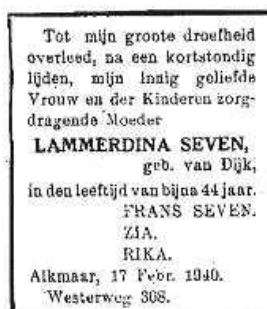 Tot mijn groote droefheid
overleed, na een kortstondig
lijden, mijn innig geliefde
Vrouw en der Kinderen zorg-
dragende Moeder
LAMMERDINA SEVEN,
geb. van Dijk,
in den leeftijd van bijna 44 jaar.
FRANS SEVEN.
ZIA.
RIKA.
Alkmaar, 17 Febr. 1940.
Westerweg 308.